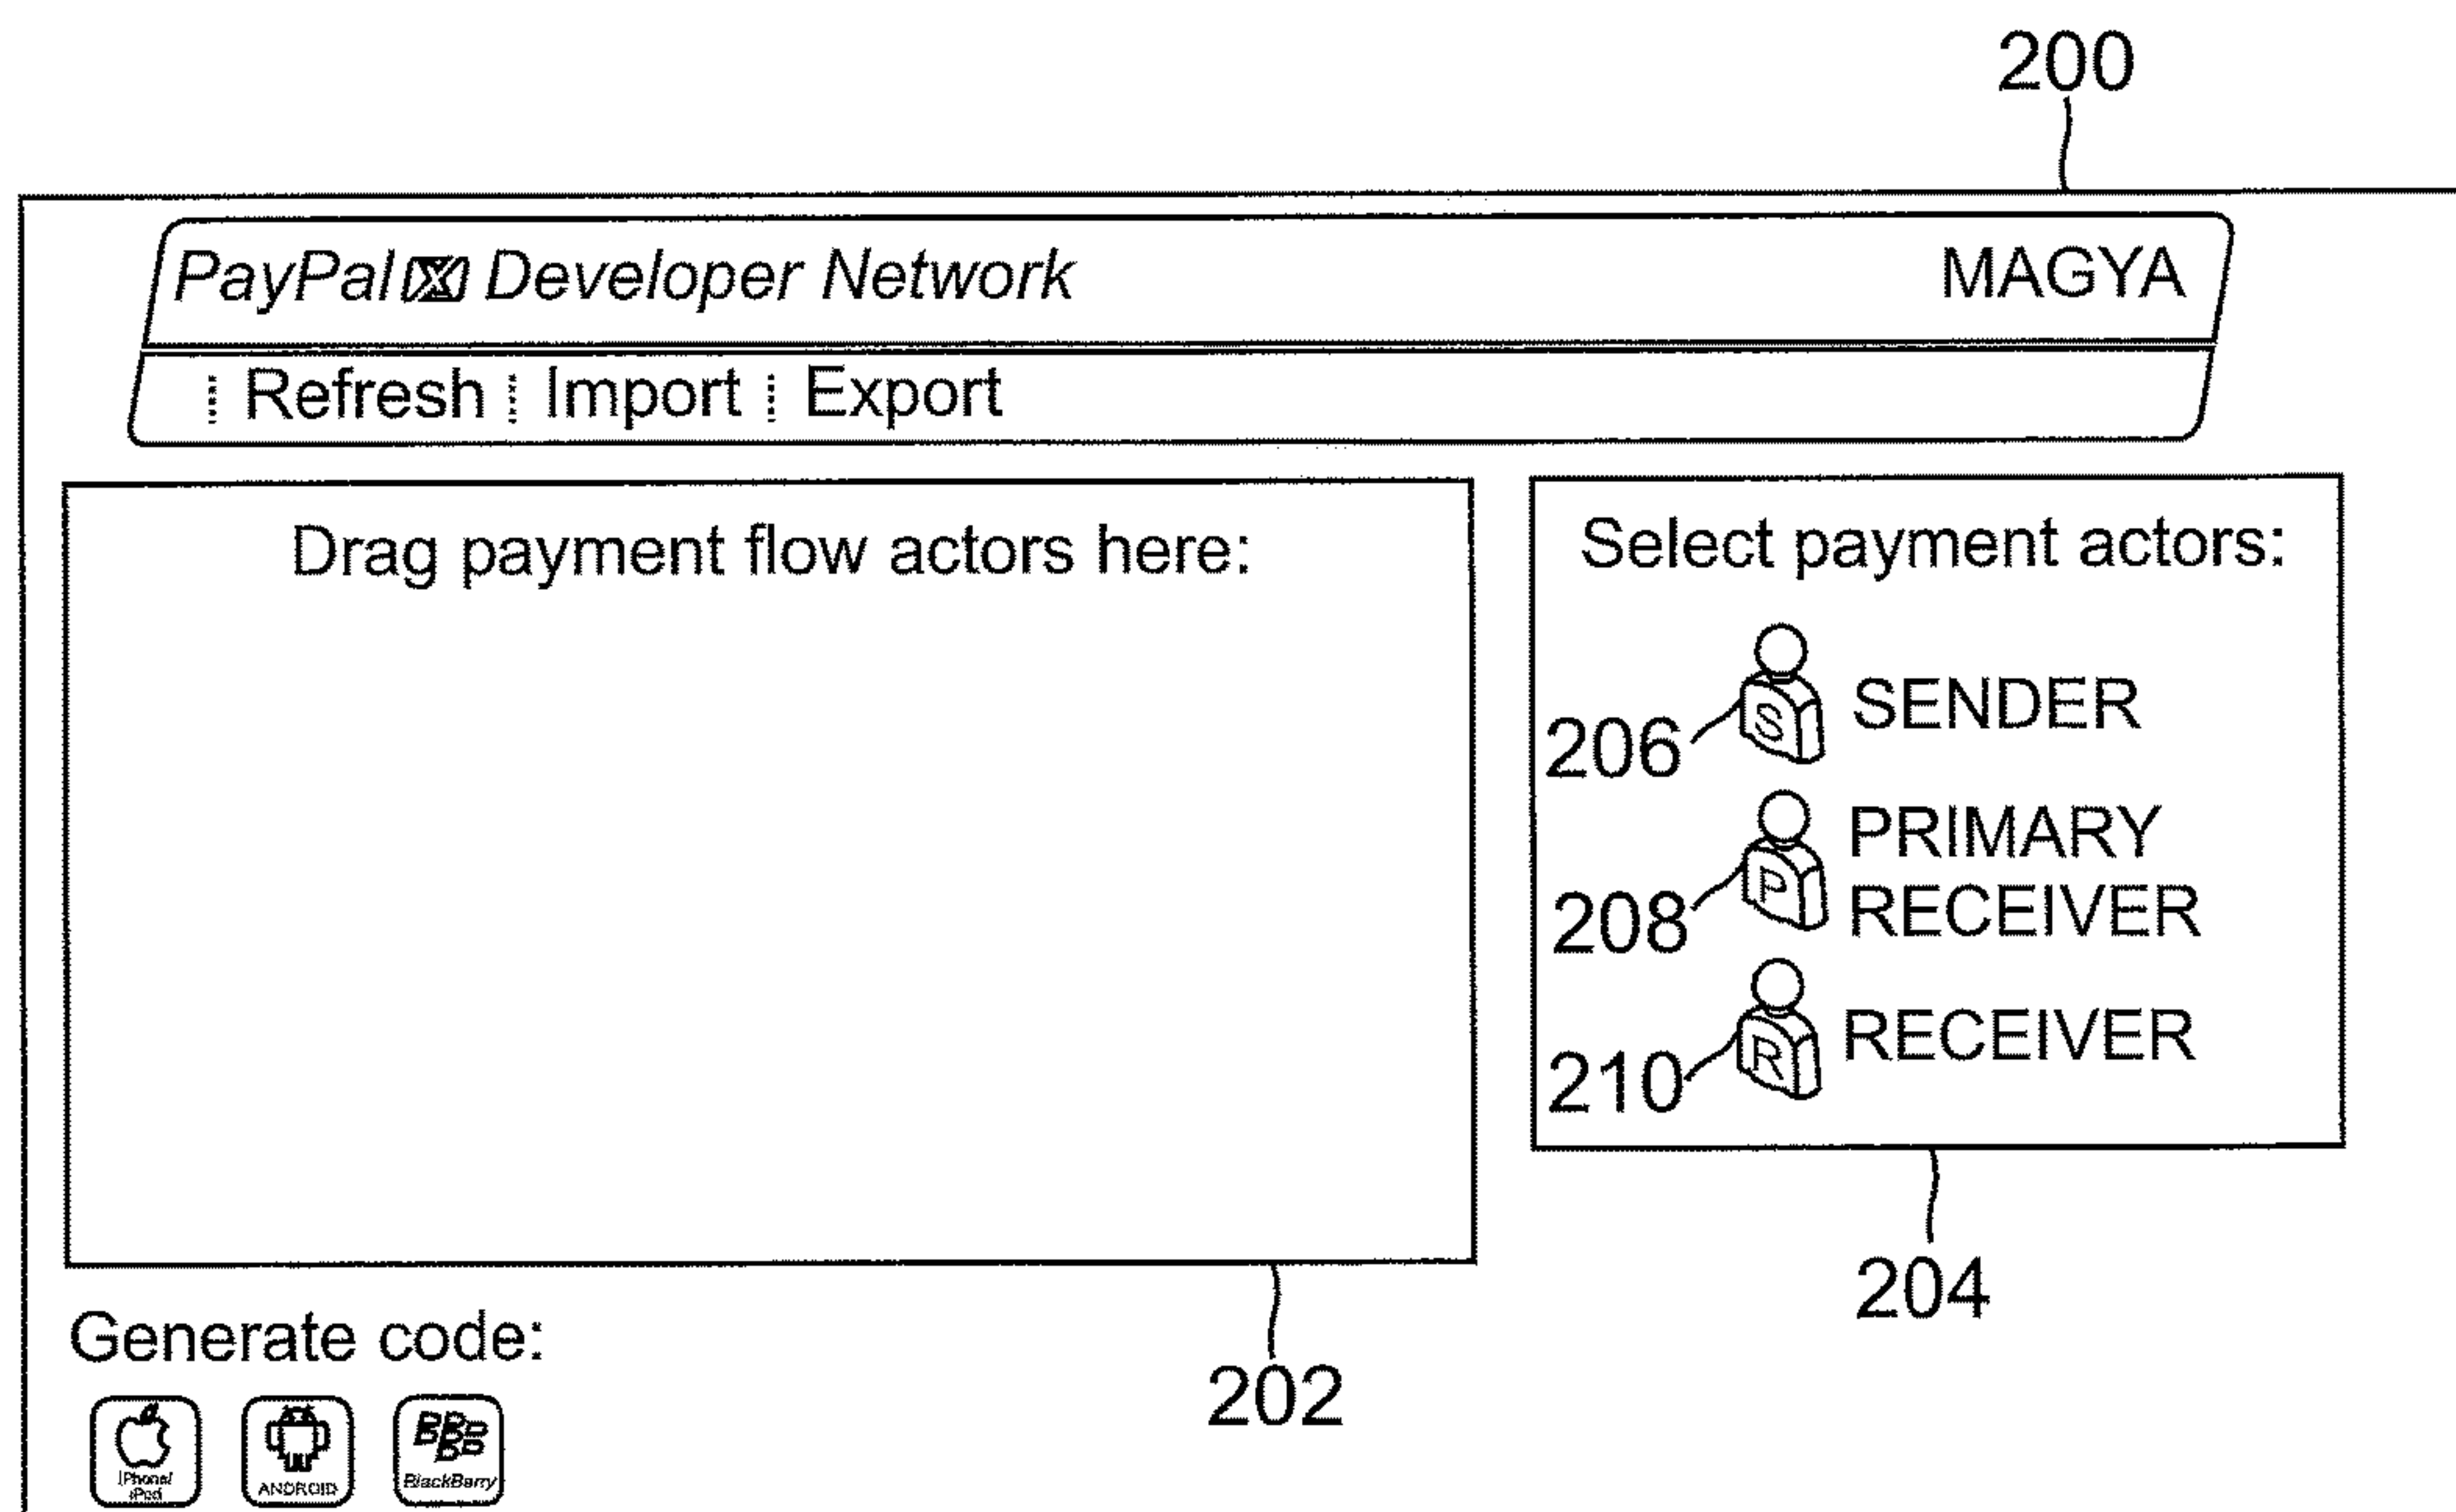 200
PayPal X Developer Network MAGYA
Refresh Import Export
Drag payment flow actors here:
Select payment actors:
S SENDER
206
P PRIMARY
RECEIVER
208
R RECEIVER
210
204
202
Generate code:
iPhone/
iPod
ANDROID
BlackBerry